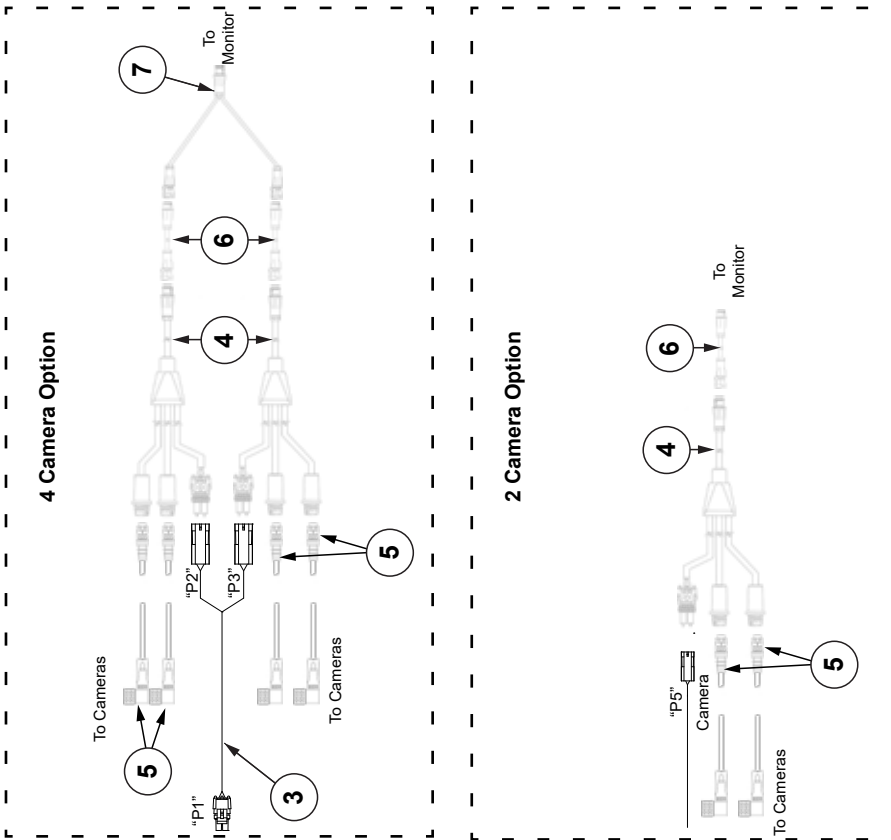 4 Camera Option
To
Monitor
7
6
4
"P2"
"P3"
5
To Cameras
To Cameras
5
3
"P1"
2 Camera Option
To
Monitor
6
4
"P5"
Camera
5
To Cameras